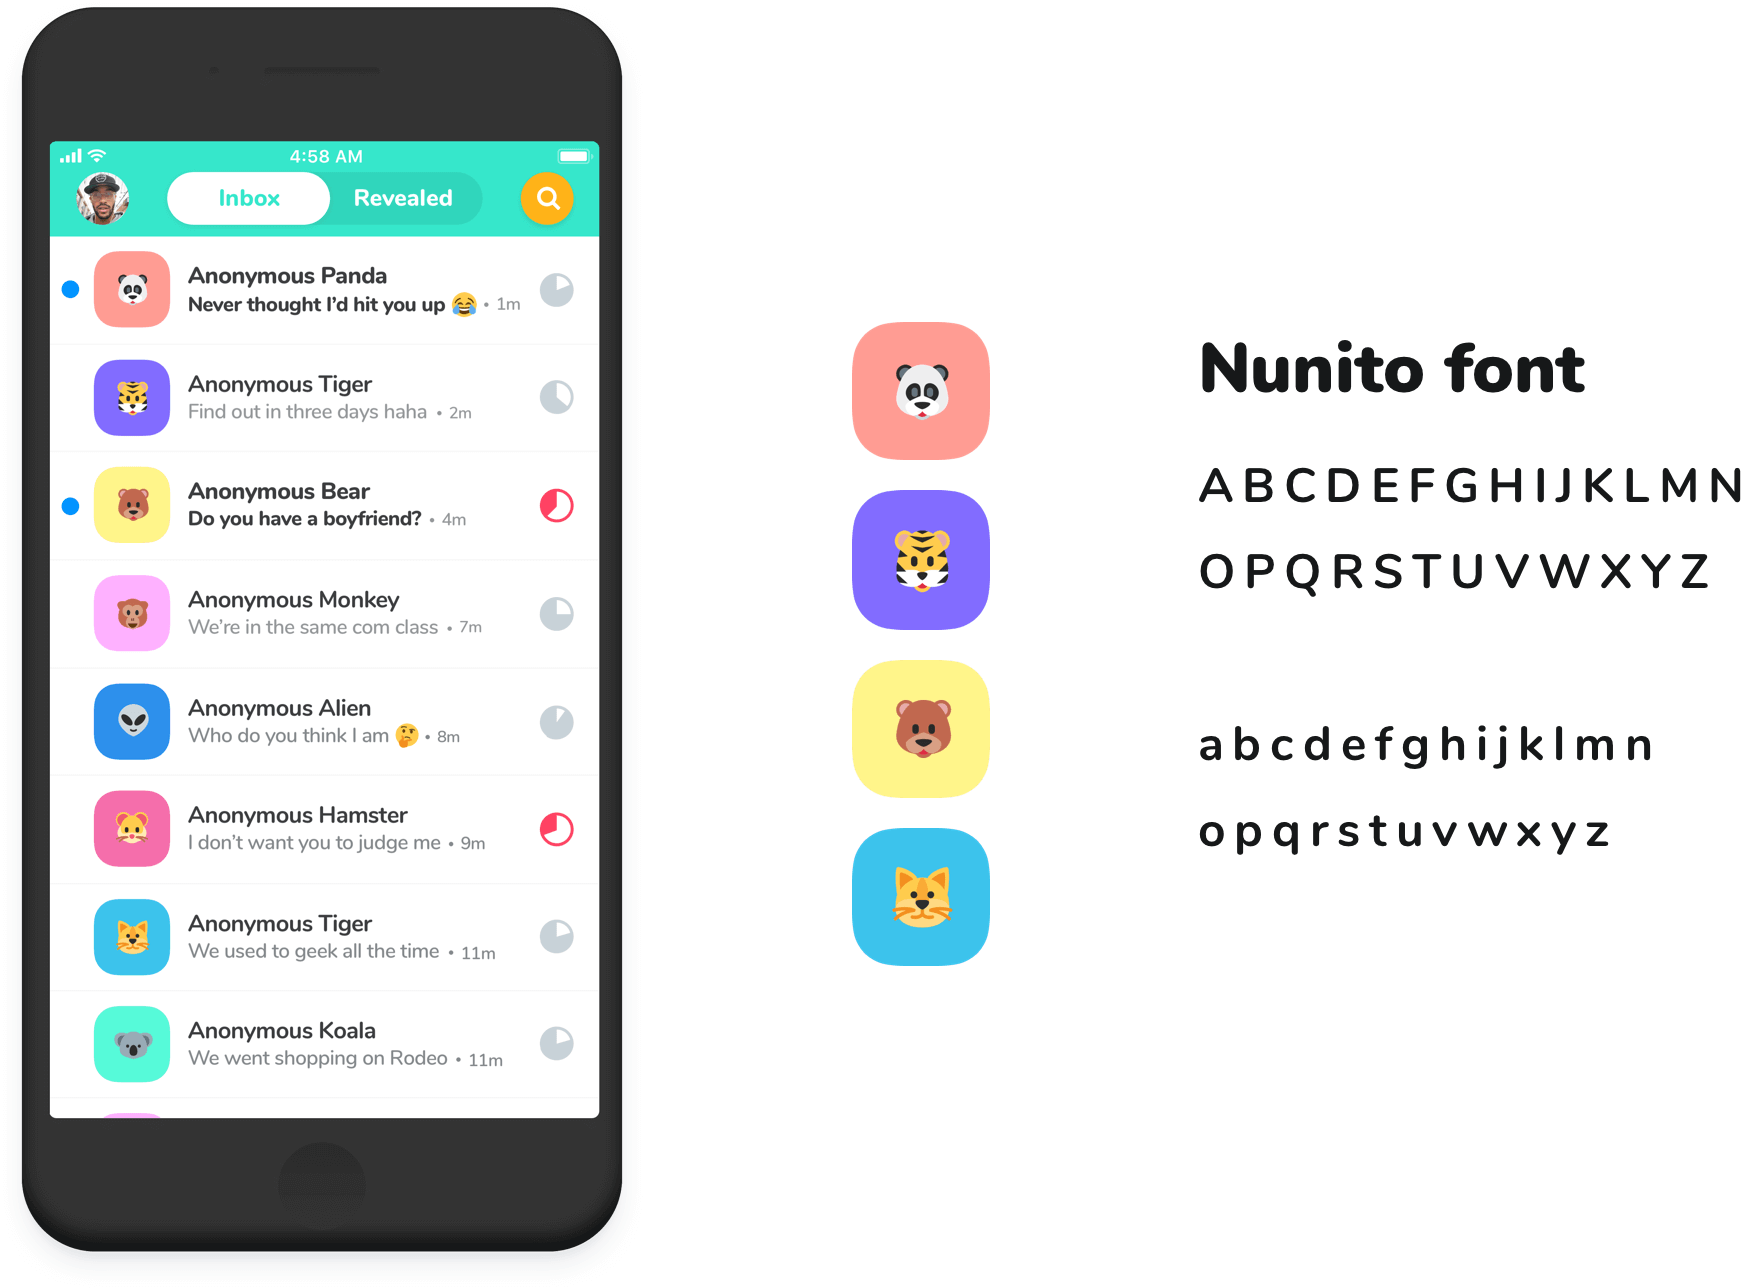 4:58 AM
Inbox
Revealed
Anonymous Panda
Never thought I’d hit you up 😂 • 1m
Anonymous Tiger
Find out in three days haha • 2m
Anonymous Bear
Do you have a boyfriend? • 4m
Anonymous Monkey
We’re in the same com class • 7m
Anonymous Alien
Who do you think I am 🤔 • 8m
Anonymous Hamster
I don’t want you to judge me • 9m
Anonymous Tiger
We used to geek all the time • 11m
Anonymous Koala
We went shopping on Rodeo • 11m
Nunito font
A B C D E F G H I J K L M N
O P Q R S T U V W X Y Z
a b c d e f g h i j k l m n
o p q r s t u v w x y z